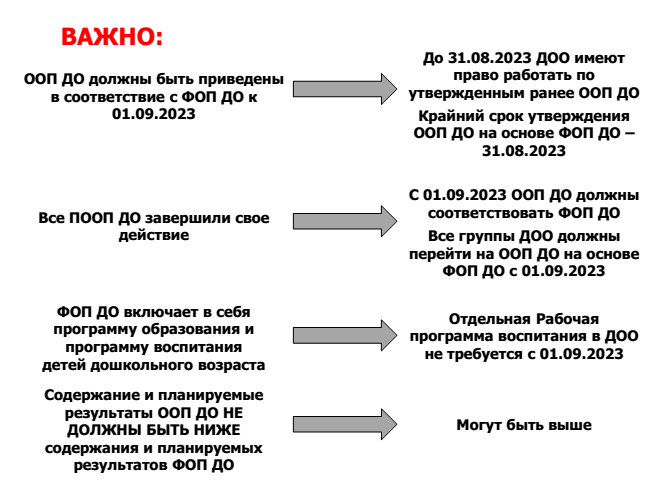 ВАЖНО:
ООП ДО должны быть приведены
в соответствие с ФОП ДО к
01.09.2023
До 31.08.2023 ДОО имеют
право работать по
утвержденным ранее ООП ДО
Крайний срок утверждения
ООП ДО на основе ФОП ДО –
31.08.2023
Все ПООП ДО завершили свое
действие
С 01.09.2023 ООП ДО должны
соответствовать ФОП ДО
Все группы ДОО должны
перейти на ООП ДО на основе
ФОП ДО с 01.09.2023
ФОП ДО включает в себя
программу образования и
программу воспитания
детей дошкольного возраста
Отдельная Рабочая
программа воспитания в ДОО
не требуется с 01.09.2023
Содержание и планируемые
результаты ООП ДО НЕ
ДОЛЖНЫ БЫТЬ НИЖЕ
содержания и планируемых
результатов ФОП ДО
Могут быть выше